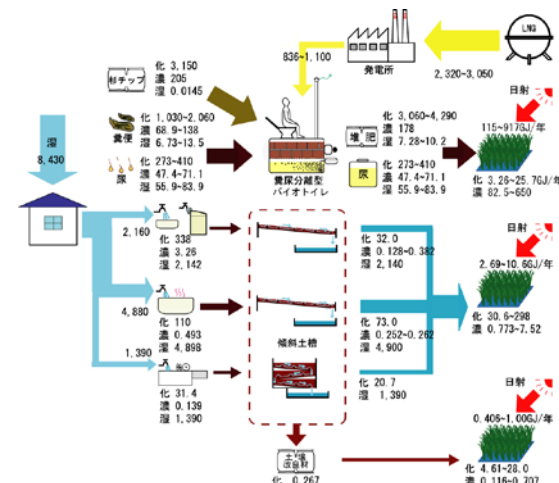 LNG
836~1,100
発電所
2,320~3,050
杉チップ
化 3,150
濃 205
湿 0.0145
糞便
化 1,030~2,060
濃 68.9~138
湿 6.73~13.5
尿
化 273~410
濃 47.4~71.1
湿 55.9~83.9
糞尿分離型
バイオトイレ
堆肥
化 3,060~4,290
濃 178
湿 7.28~10.2
尿
化 273~410
濃 47.4~71.1
湿 55.9~83.9
日射
115~917GJ/年
化 3.26~25.7GJ/年
濃 82.5~650
湿
8,430
2,160
化 338
濃 3.26
湿 2,142
化 32.0
濃 0.128~0.382
湿 2,140
日射
2.69~10.6GJ/年
化 30.6~298
濃 0.773~7.52
4,880
化 110
濃 0.493
湿 4,898
傾斜土槽
化 73.0
濃 0.252~0.262
湿 4,900
1,390
化 31.4
濃 0.139
湿 1,390
化 20.7
湿 1,390
日射
0.406~1.00GJ/年
化 4.61~28.0
濃 0.116~0.707
土壌
改良材
化 0.267